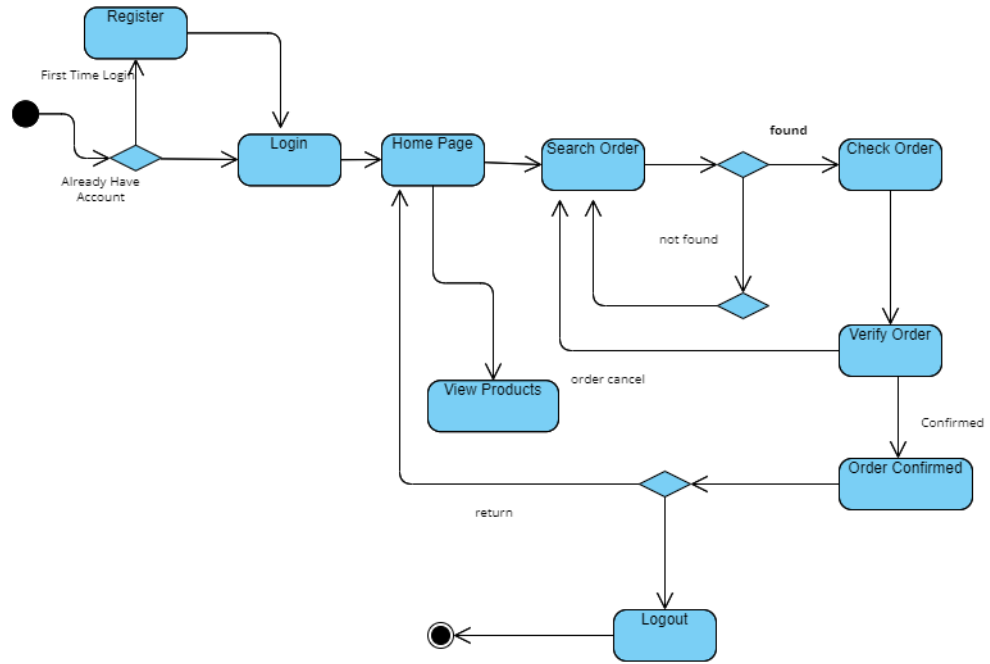 Register
First Time Login
Already Have
Account
Login
Home Page
Search Order
found
Check Order
not found
Verify Order
order cancel
View Products
Confirmed
Order Confirmed
return
Logout